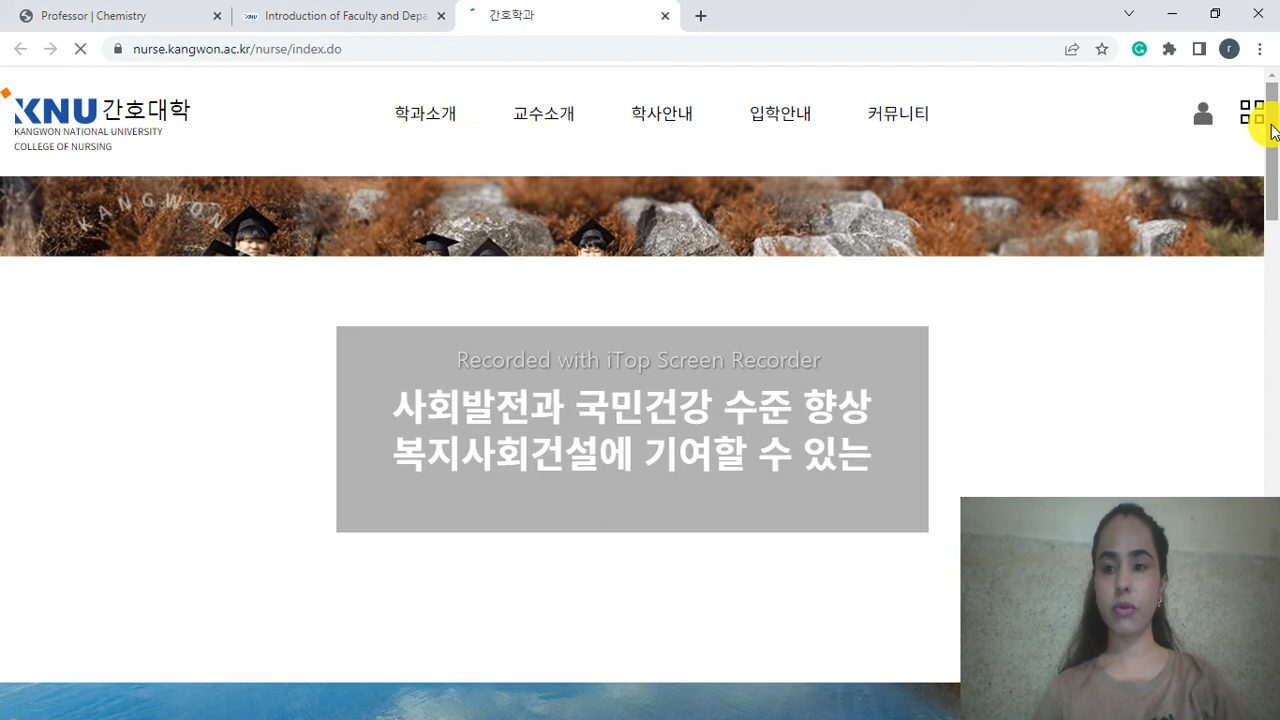 Professor | Chemistry
KNU Introduction of Faculty and Depa
간호학과
nurse.kangwon.ac.kr/nurse/index.do
r
KNU 간호대학
KANGWON NATIONAL UNIVERSITY
COLLEGE OF NURSING
학과소개
교수소개
학사안내
입학안내
커뮤니티
KANGWON
Recorded with iTop Screen Recorder
사회발전과 국민건강 수준 향상
복지사회건설에 기여할 수 있는